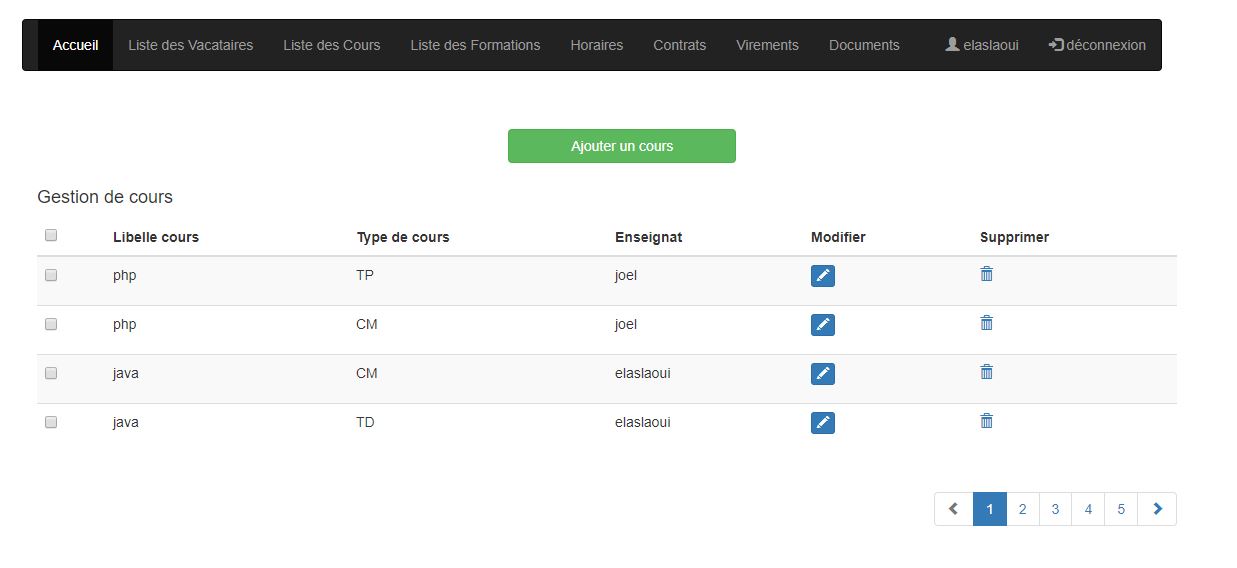 Accueil Liste des Vacataires Liste des Cours Liste des Formations Horaires Contrats Virements Documents elaslaoui déconnexion
Ajouter un cours
Gestion de cours
Libelle cours Type de cours Enseignat Modifier Supprimer
php TP joel
php CM joel
java CM elaslaoui
java TD elaslaoui
1 2 3 4 5